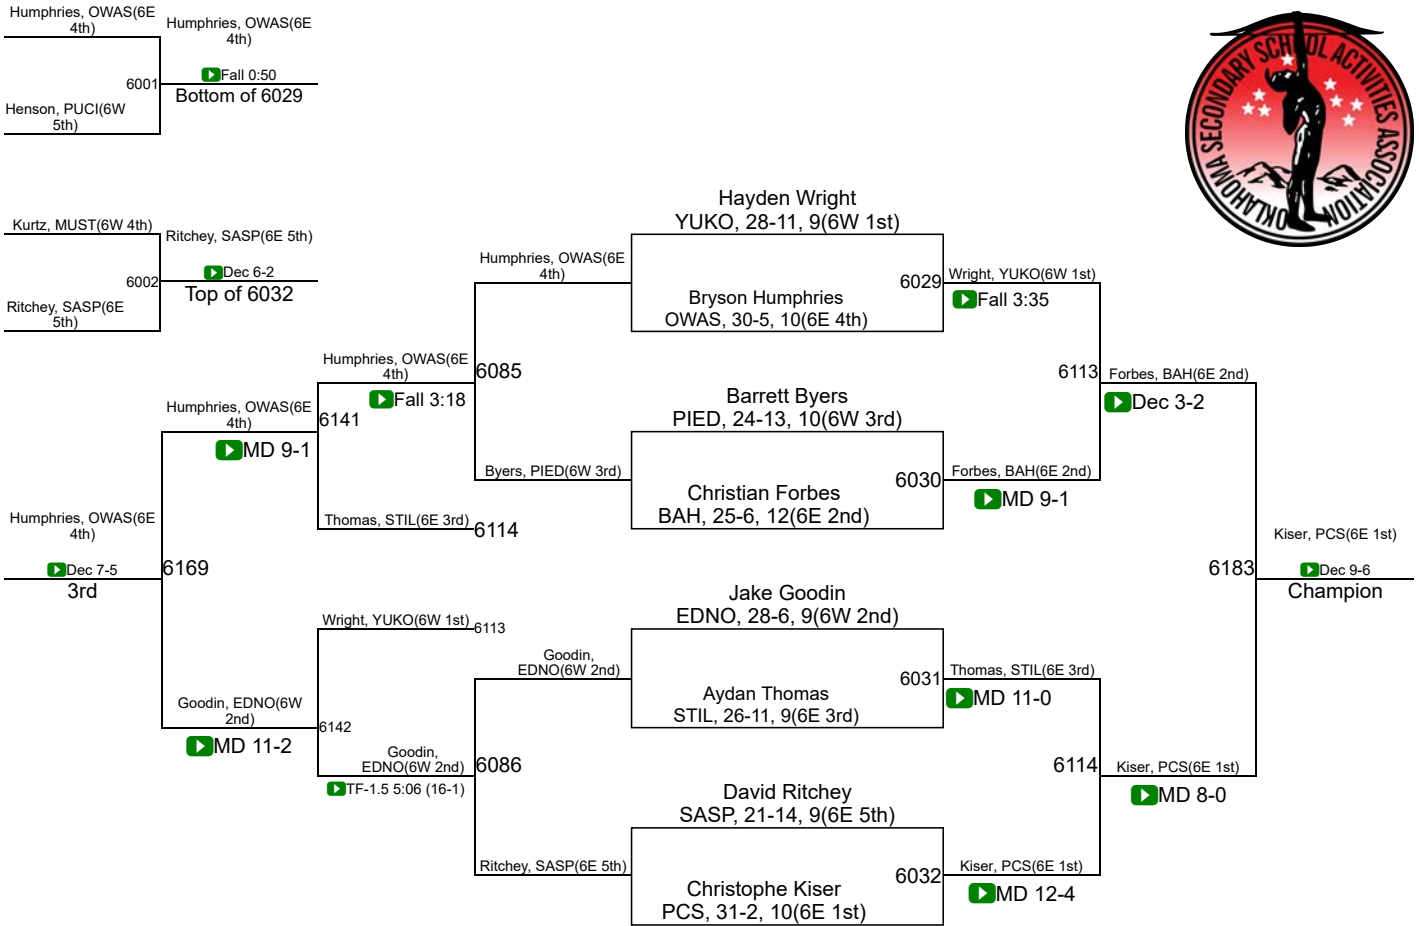 Humphries, OWAS(6E
4th)
Humphries, OWAS(6E
4th)
6001
Fall 0:50
Bottom of 6029
Henson, PUCI(6W
5th)
OKLAHOMA SECONDARY SCHOOL ACTIVITIES ASSOCIATION
Kurtz, MUST(6W 4th)
Ritchey, SASP(6E 5th)
6002
Dec 6-2
Top of 6032
Ritchey, SASP(6E
5th)
Hayden Wright
YUKO, 28-11, 9(6W 1st)
Humphries, OWAS(6E
4th)
6029
Wright, YUKO(6W 1st)
Fall 3:35
Bryson Humphries
OWAS, 30-5, 10(6E 4th)
Humphries, OWAS(6E
4th)
6085
Fall 3:18
6113
Forbes, BAH(6E 2nd)
Dec 3-2
Barrett Byers
PIED, 24-13, 10(6W 3rd)
Humphries, OWAS(6E
4th)
6141
MD 9-1
Byers, PIED(6W 3rd)
6030
Forbes, BAH(6E 2nd)
MD 9-1
Christian Forbes
BAH, 25-6, 12(6E 2nd)
Thomas, STIL(6E 3rd)
6114
Humphries, OWAS(6E
4th)
6169
Dec 7-5
3rd
Kiser, PCS(6E 1st)
6183
Dec 9-6
Champion
Jake Goodin
EDNO, 28-6, 9(6W 2nd)
Wright, YUKO(6W 1st)
6113
Goodin,
EDNO(6W 2nd)
6031
Thomas, STIL(6E 3rd)
MD 11-0
Aydan Thomas
STIL, 26-11, 9(6E 3rd)
Goodin, EDNO(6W
2nd)
6142
MD 11-2
Goodin,
EDNO(6W 2nd)
6086
TF-1.5 5:06 (16-1)
6114
Kiser, PCS(6E 1st)
MD 8-0
David Ritchey
SASP, 21-14, 9(6E 5th)
Ritchey, SASP(6E 5th)
6032
Kiser, PCS(6E 1st)
MD 12-4
Christophe Kiser
PCS, 31-2, 10(6E 1st)